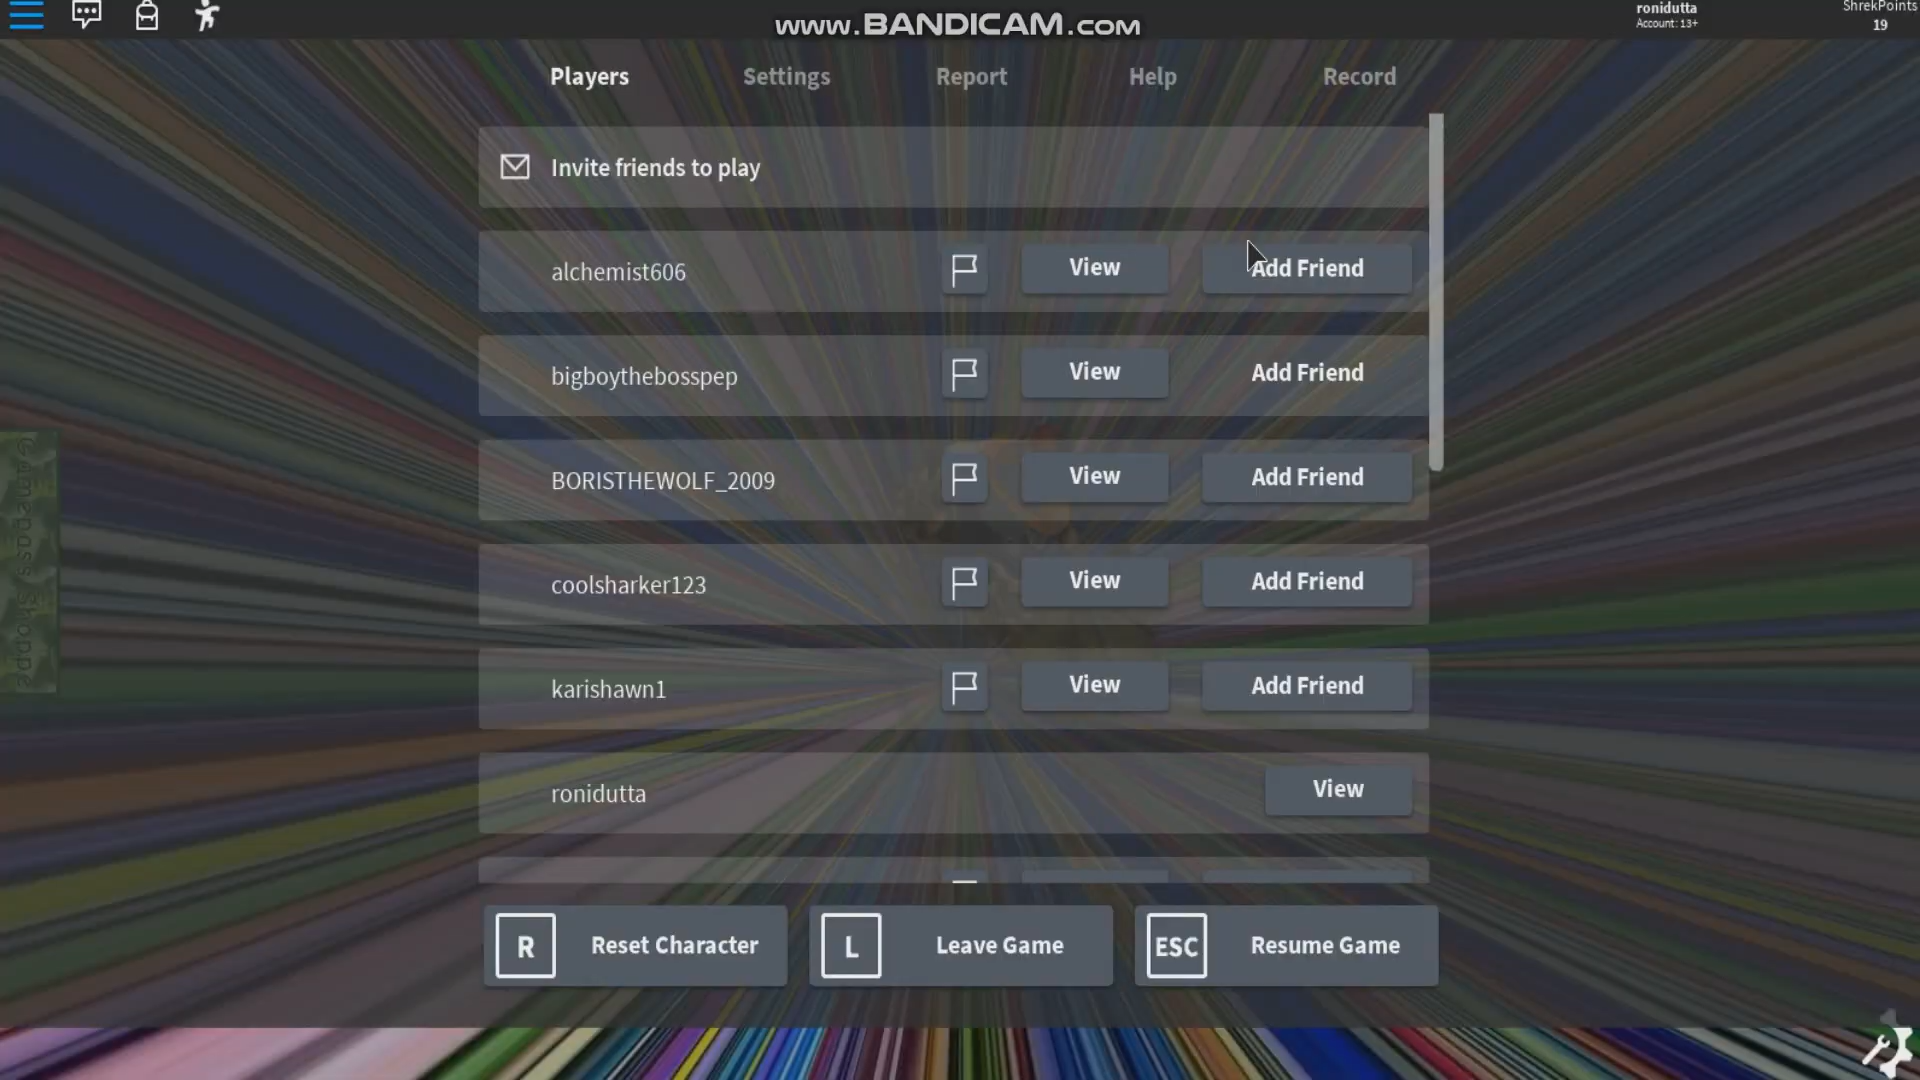 www.BANDICAM.com
ronidutta
Account: 13+
ShrekPoints
19
Players
Settings
Report
Help
Record
Invite friends to play
alchemist606
View
Add Friend
bigboythebosspep
View
Add Friend
BORISTHEWOLF_2009
View
Add Friend
coolsharker123
View
Add Friend
karishawn1
View
Add Friend
ronidutta
View
R
Reset Character
L
Leave Game
ESC
Resume Game